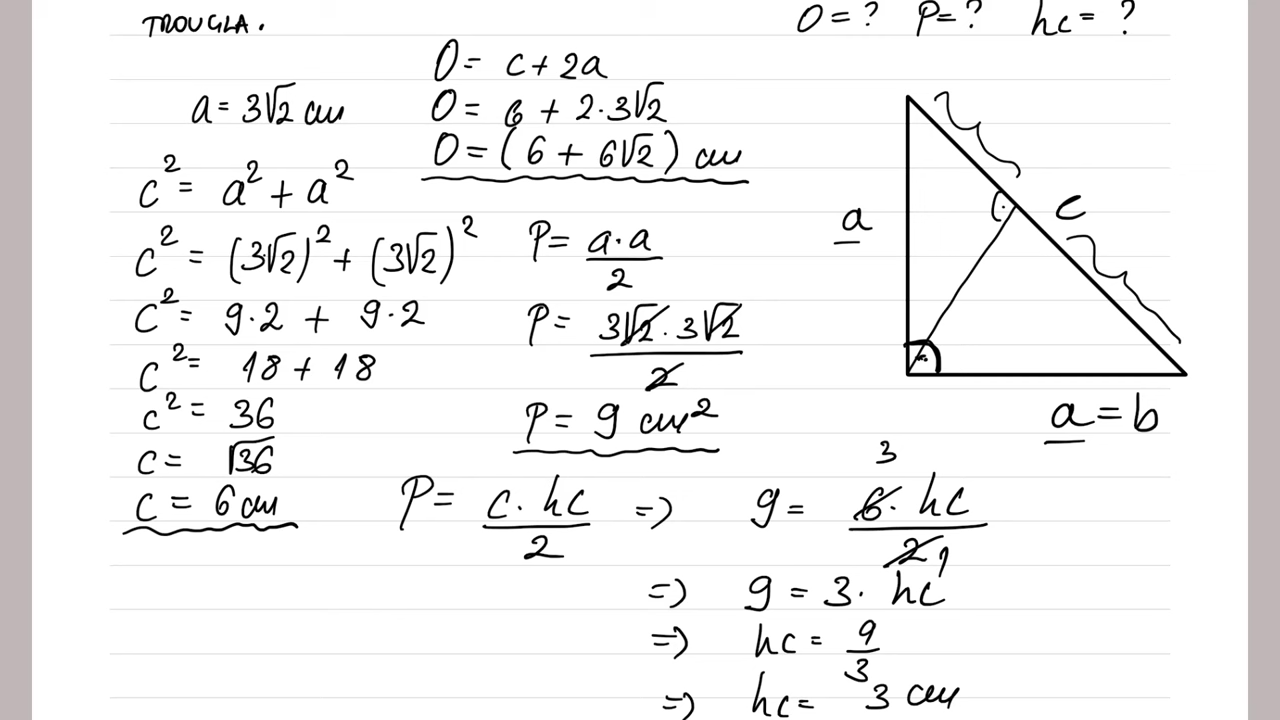 TROUGLA.
O = ? P = ? hc = ?
a = 3√2 cm
c² = a² + a²
c² = (3√2)² + (3√2)²
c² = 9·2 + 9·2
c² = 18 + 18
c² = 36
c = √36
c = 6 cm
O = c + 2a
O = 6 + 2·3√2
O = (6 + 6√2) cm
P = a·a / 2
P = 3√2 · 3√2 / 2
P = 9 cm²
P = c · hc / 2 => 9 = 6 · hc / 2
3
1
=> 9 = 3 · hc
=> hc = 9 / 3
=> hc = 3 cm
a
c
a = b